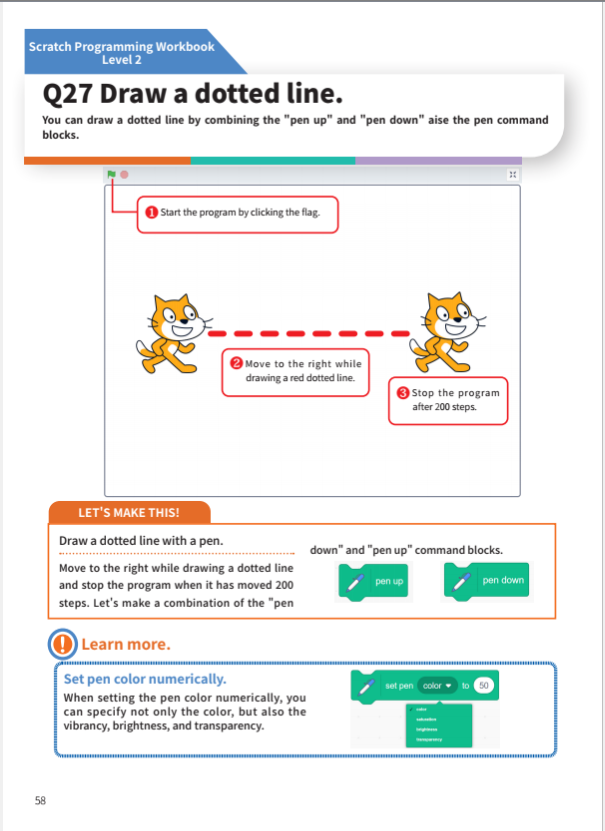 Scratch Programming Workbook
Level 2
Q27 Draw a dotted line.
You can draw a dotted line by combining the "pen up" and "pen down" aise the pen command
blocks.
1 Start the program by clicking the flag.
2 Move to the right while
drawing a red dotted line.
3 Stop the program
after 200 steps.
LET'S MAKE THIS!
Draw a dotted line with a pen.
Move to the right while drawing a dotted line
and stop the program when it has moved 200
steps. Let's make a combination of the "pen
down" and "pen up" command blocks.
pen up
pen down
! Learn more.
Set pen color numerically.
When setting the pen color numerically, you
can specify not only the color, but also the
vibrancy, brightness, and transparency.
set pen color to 50
color
saturation
brightness
transparency
58